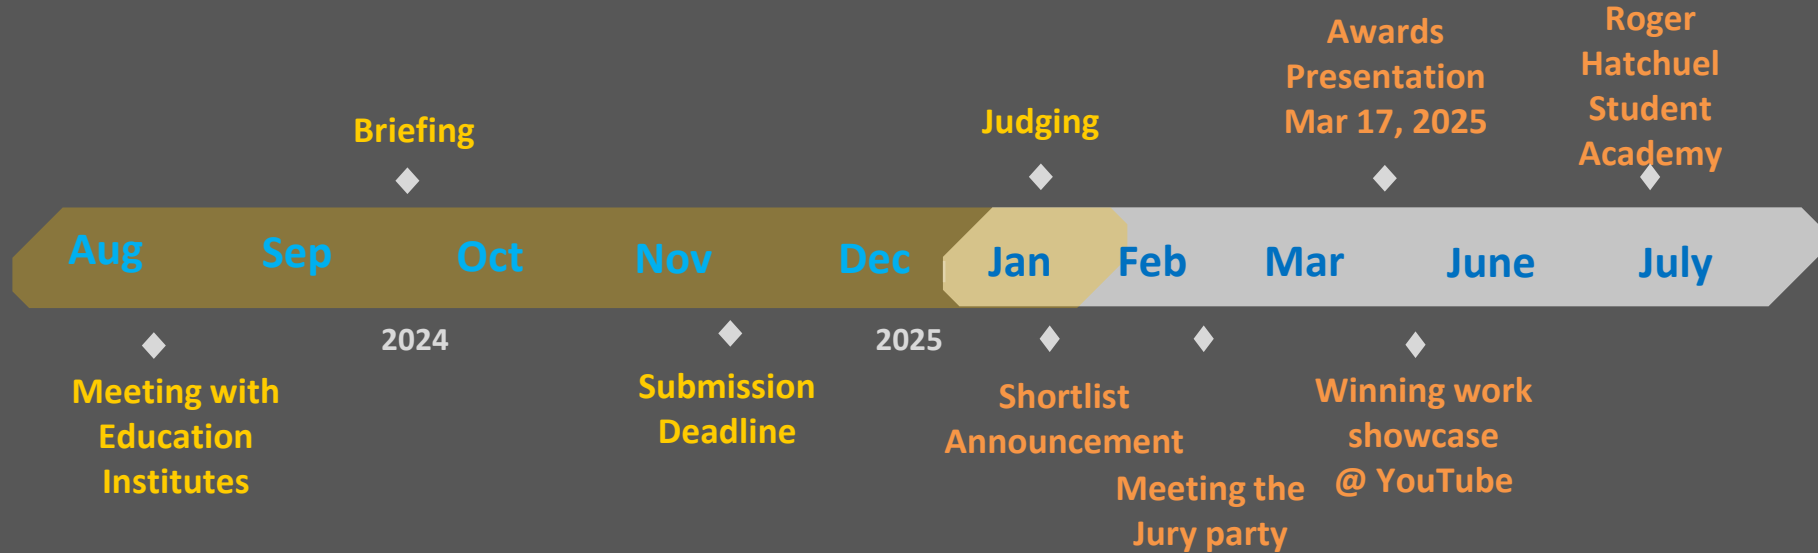 Awards
Presentation
Mar 17, 2025
Roger
Hatchuel
Student
Academy
Briefing
Judging
Aug Sep Oct Nov Dec Jan Feb Mar June July
2024 2025
Meeting with
Education
Institutes
Submission
Deadline
Shortlist
Announcement
Meeting the
Jury party
Winning work
showcase
@ YouTube